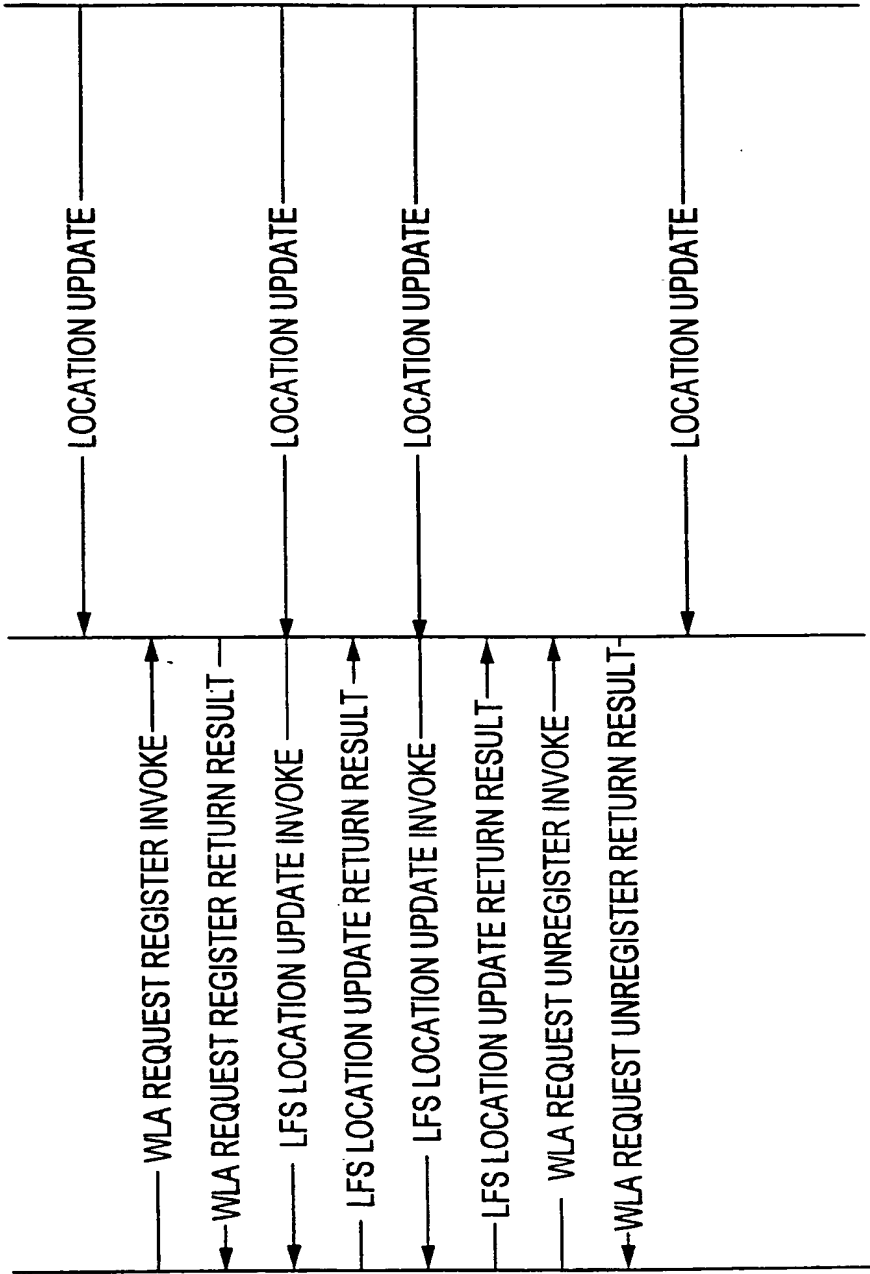 LOCATION UPDATE
WLA REQUEST REGISTER INVOKE
WLA REQUEST REGISTER RETURN RESULT
LFS LOCATION UPDATE INVOKE
LOCATION UPDATE
LFS LOCATION UPDATE RETURN RESULT
LFS LOCATION UPDATE INVOKE
LOCATION UPDATE
LFS LOCATION UPDATE RETURN RESULT
WLA REQUEST UNREGISTER INVOKE
WLA REQUEST UNREGISTER RETURN RESULT
LOCATION UPDATE